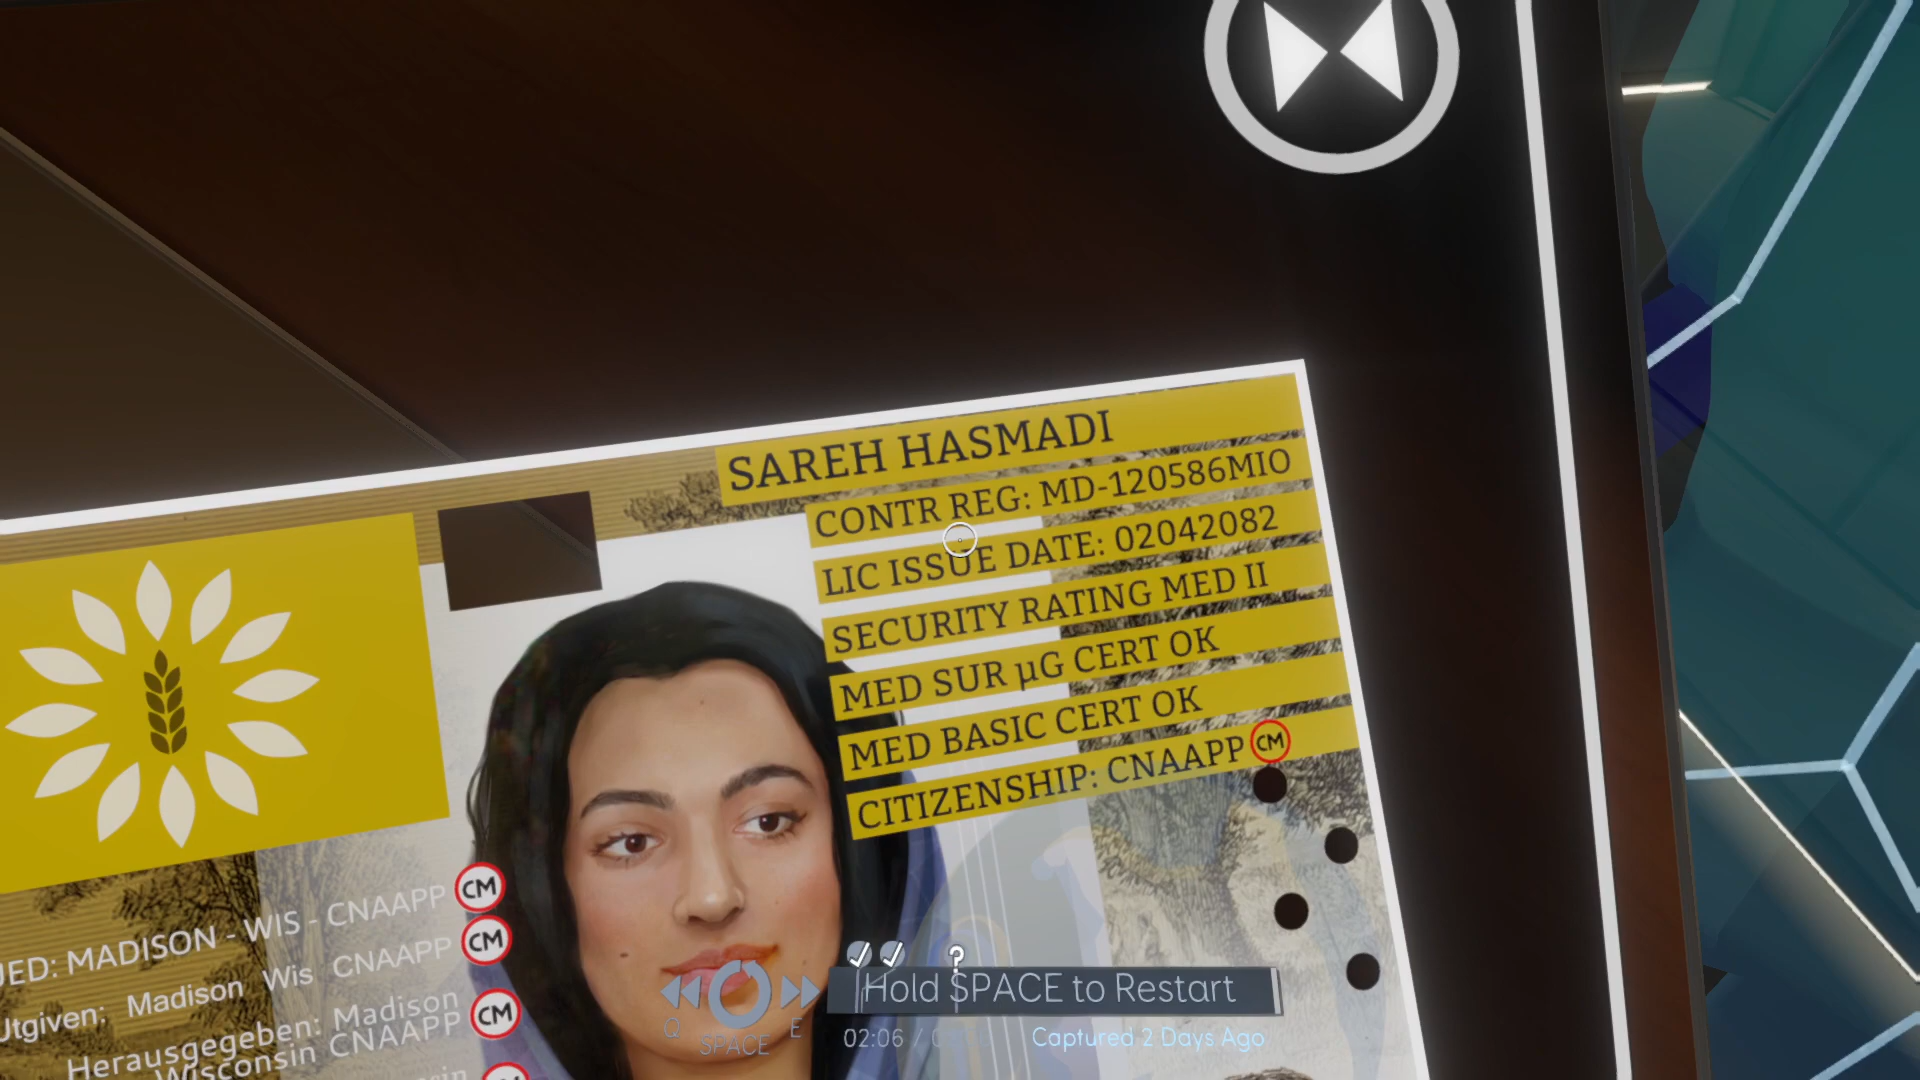 SAREH HASMADI
CONTR REG: MD-120586MIO
LIC ISSUE DATE: 02042082
SECURITY RATING MED II
MED SUR µG CERT OK
MED BASIC CERT OK
CITIZENSHIP: CNAAPP CM
MADISON - WIS - CNAAPP CM
Utgiven: Madison Wis CNAAPP CM
Herausgegeben: Madison
Wisconsin CNAAPP CM
?
Hold SPACE to Restart
Q SPACE E
02:06 /
Captured 2 Days Ago